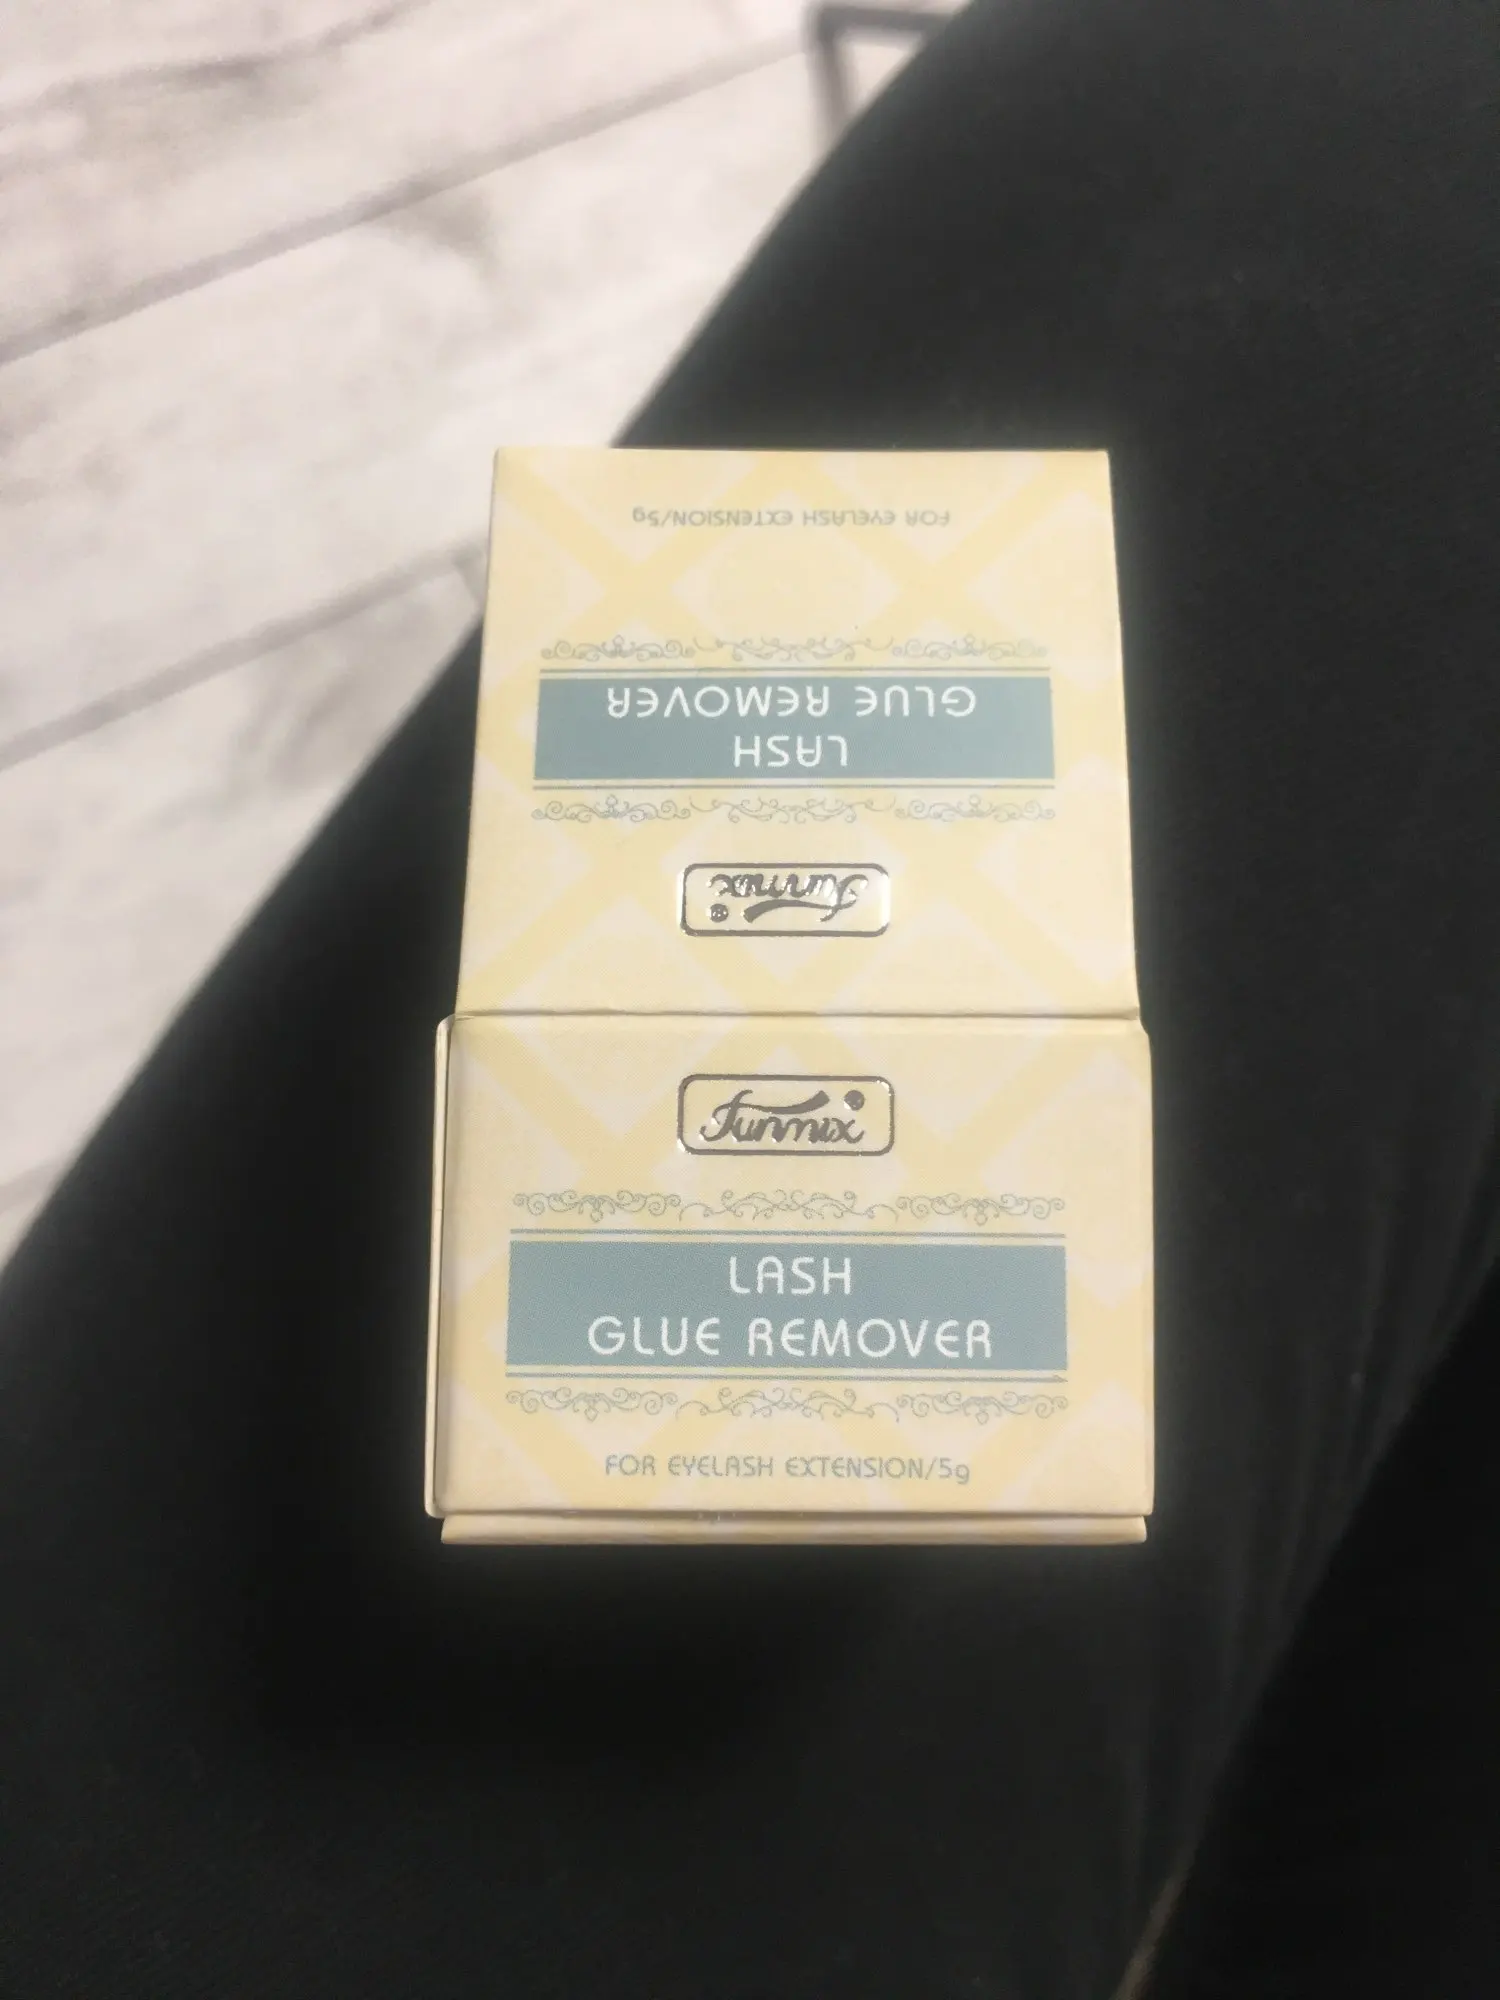 FOR EYELASH EXTENSION/5g
LASH
GLUE REMOVER
Funmix
Funmix
LASH
GLUE REMOVER
FOR EYELASH EXTENSION/5g